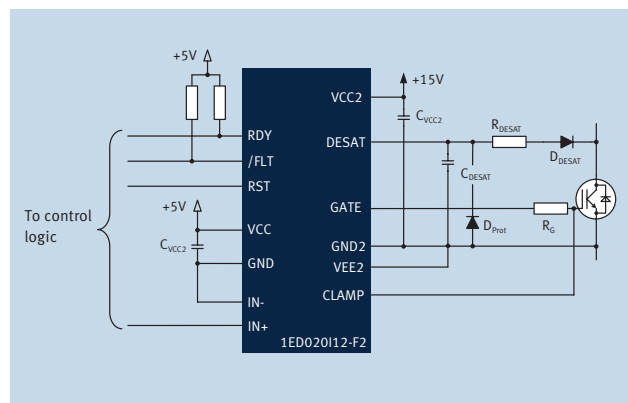 +5V
+15V
VCC2
C_VCC2
RDY
DESAT
R_DESAT
D_DESAT
/FLT
C_DESAT
RST
+5V
GATE
To control
logic
VCC
D_Prot
R_G
C_VCC2
GND2
GND
VEE2
CLAMP
IN-
IN+
1ED020I12-F2